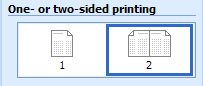 One- or two-sided printing
1 2